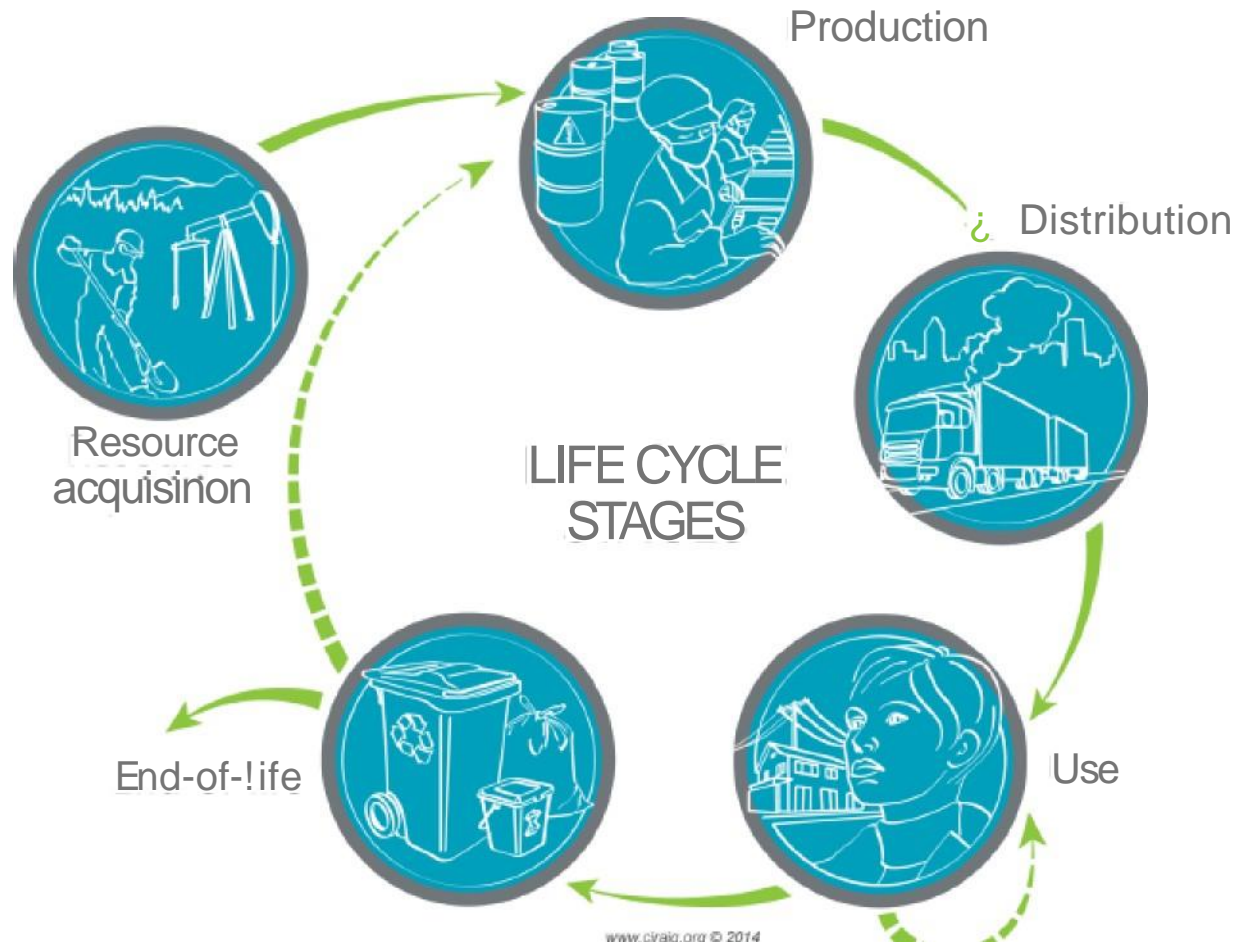 Production
¿ Distribution
Resource
acquisinon
LIFE CYCLE
STAGES
End-of-!ife
Use
www.ciraig.org © 2014